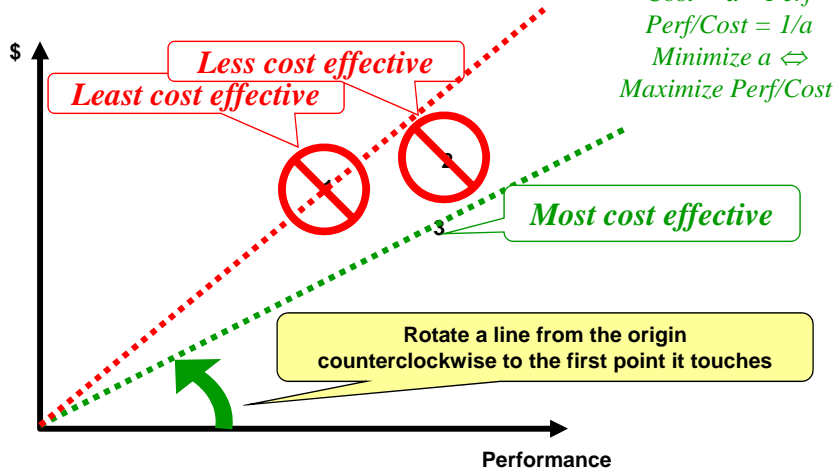 Perf/Cost = 1/a
Minimize a ⇔
Maximize Perf/Cost
$
Less cost effective
Least cost effective
2
3
Most cost effective
Rotate a line from the origin
counterclockwise to the first point it touches
Performance